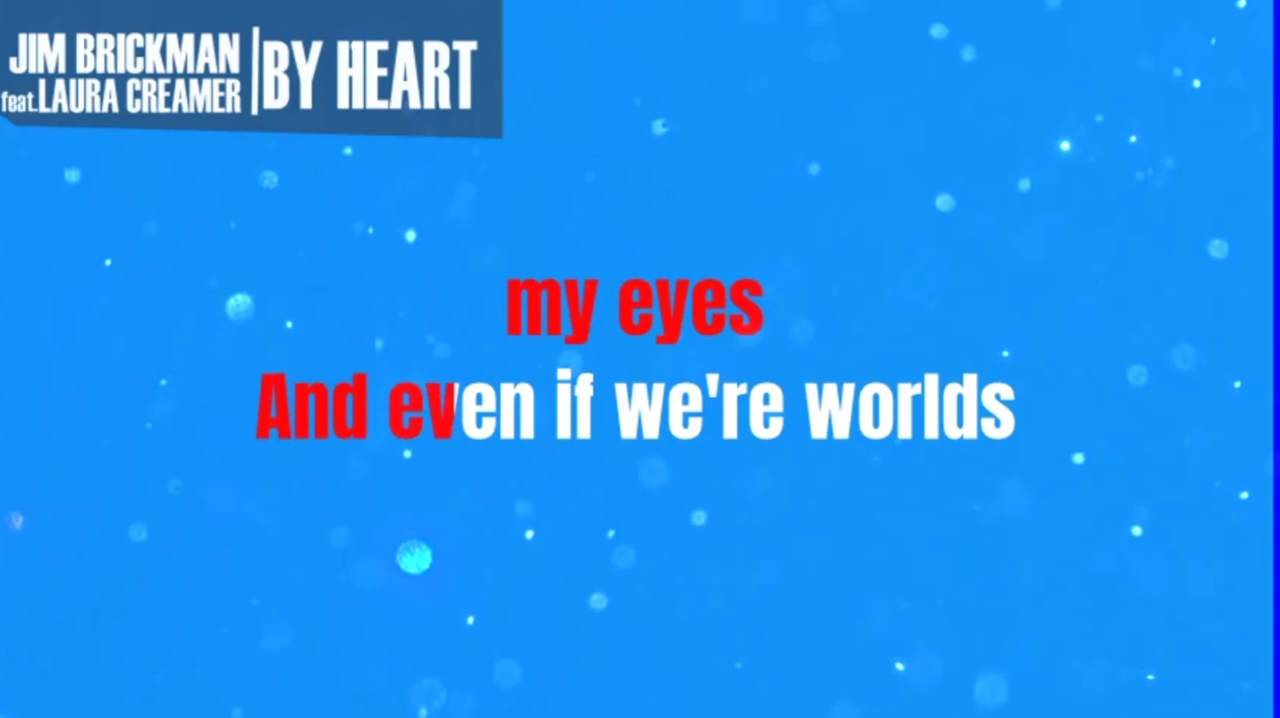 JIM BRICKMAN
feat.LAURA CREAMER
BY HEART
my eyes
And even if we're worlds